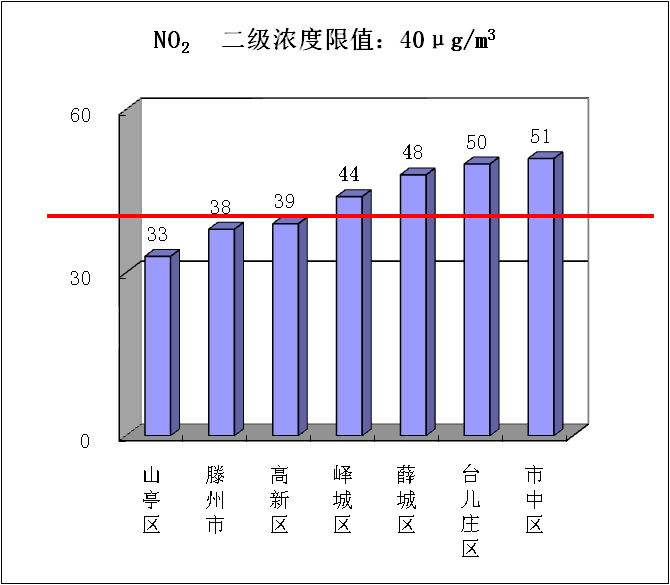 NO₂ 二级浓度限值：40μg/m³
60
30
0
33
38
39
44
48
50
51
山亭区
滕州市
高新区
峄城区
薛城区
台儿庄区
市中区